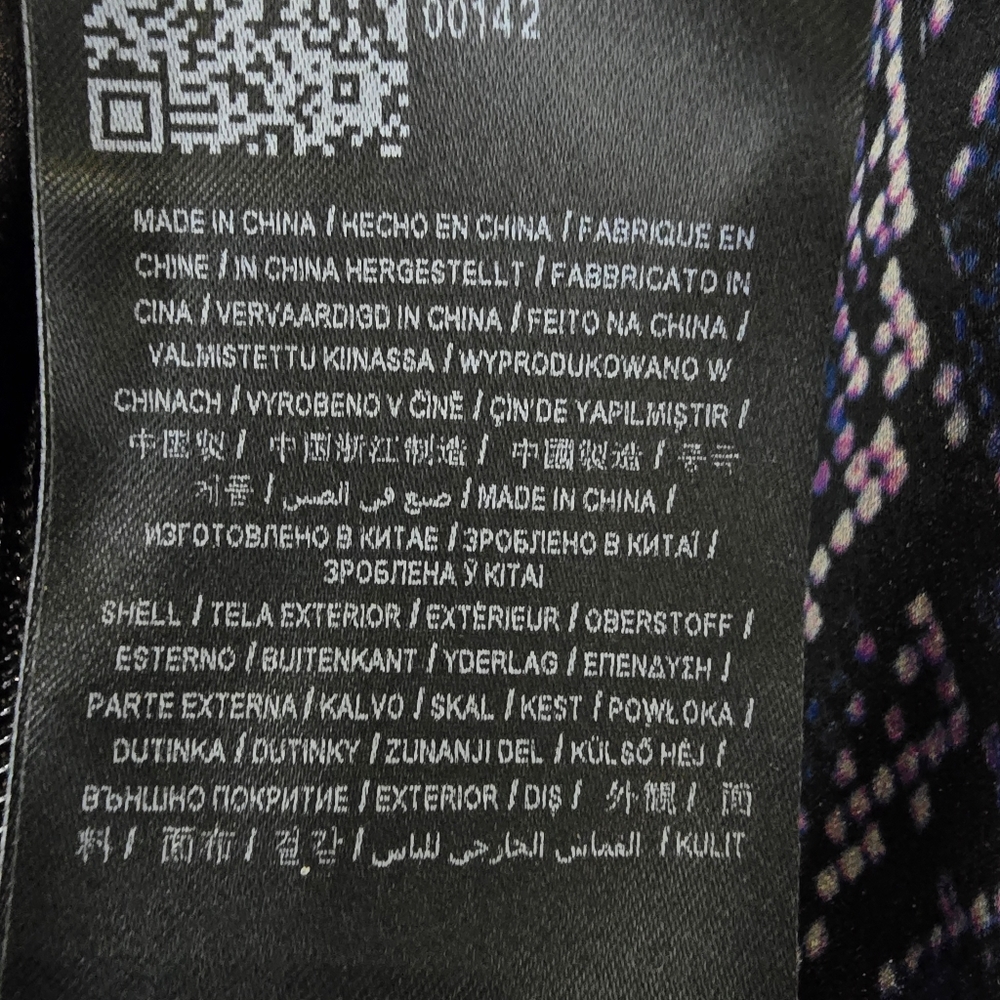 00142
MADE IN CHINA / HECHO EN CHINA / FABRIQUE EN
CHINE / IN CHINA HERGESTELLT / FABBRICATO IN
CINA / VERVAARDIGD IN CHINA / FEITO NA CHINA /
VALMISTETTU KIINASSA / WYPRODUKOWANO W
CHINACH / VYROBENO V ČÍNĚ / ÇİN'DE YAPILMIŞTIR /
中国製 / 中国浙江制造 / 中國製造 / 중국
제품 / صنع في الصين / MADE IN CHINA /
ИЗГОТОВЛЕНО В КИТАЕ / ЗРОБЛЕНО В КИТАЇ /
ЗРОБЛЕНА Ў КІТАІ
SHELL / TELA EXTERIOR / EXTÉRIEUR / OBERSTOFF /
ESTERNO / BUITENKANT / YDERLAG / ΕΠΕΝΔΥΣΗ /
PARTE EXTERNA / KALVO / SKAL / KEST / POWŁOKA /
DUTINKA / DUTINKY / ZUNANJI DEL / KÜLSŐ HÉJ /
ВЪНШНО ПОКРИТИЕ / EXTERIOR / DIŞ / 外観 / 面
料 / 面布 / 겉감 / القماش الخارجي للباس / KULIT